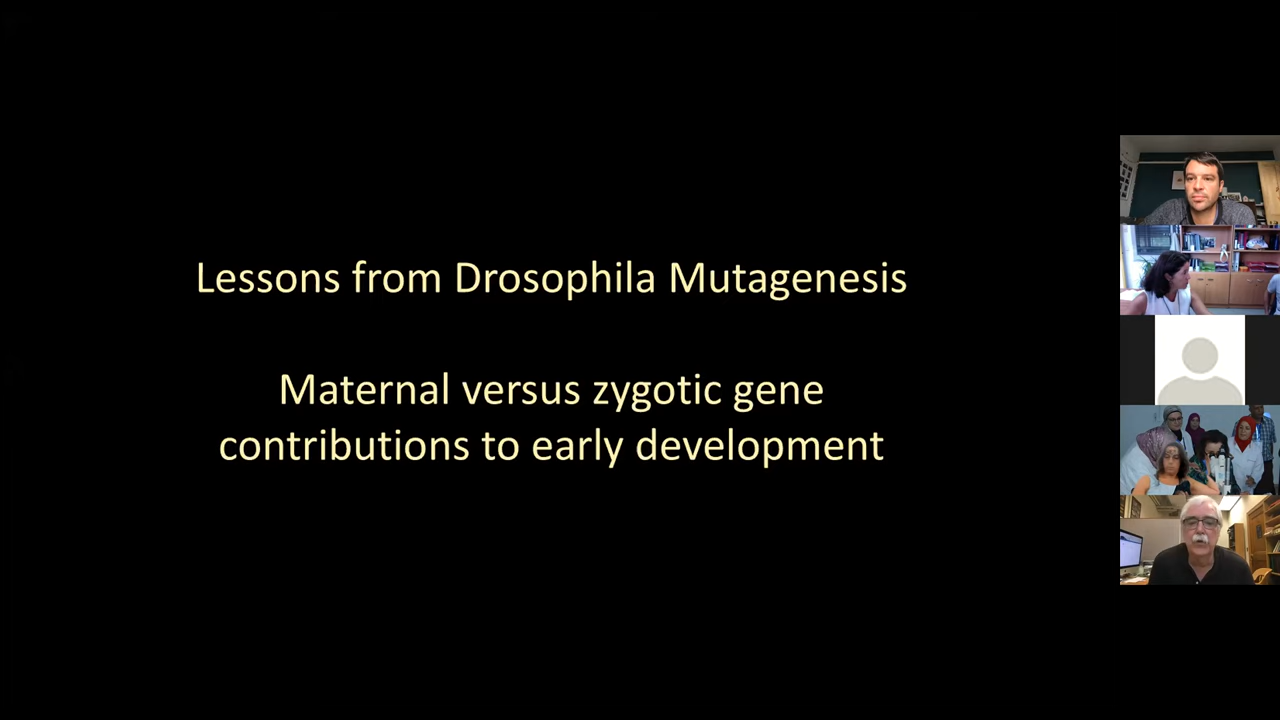 Lessons from Drosophila Mutagenesis
Maternal versus zygotic gene
contributions to early development